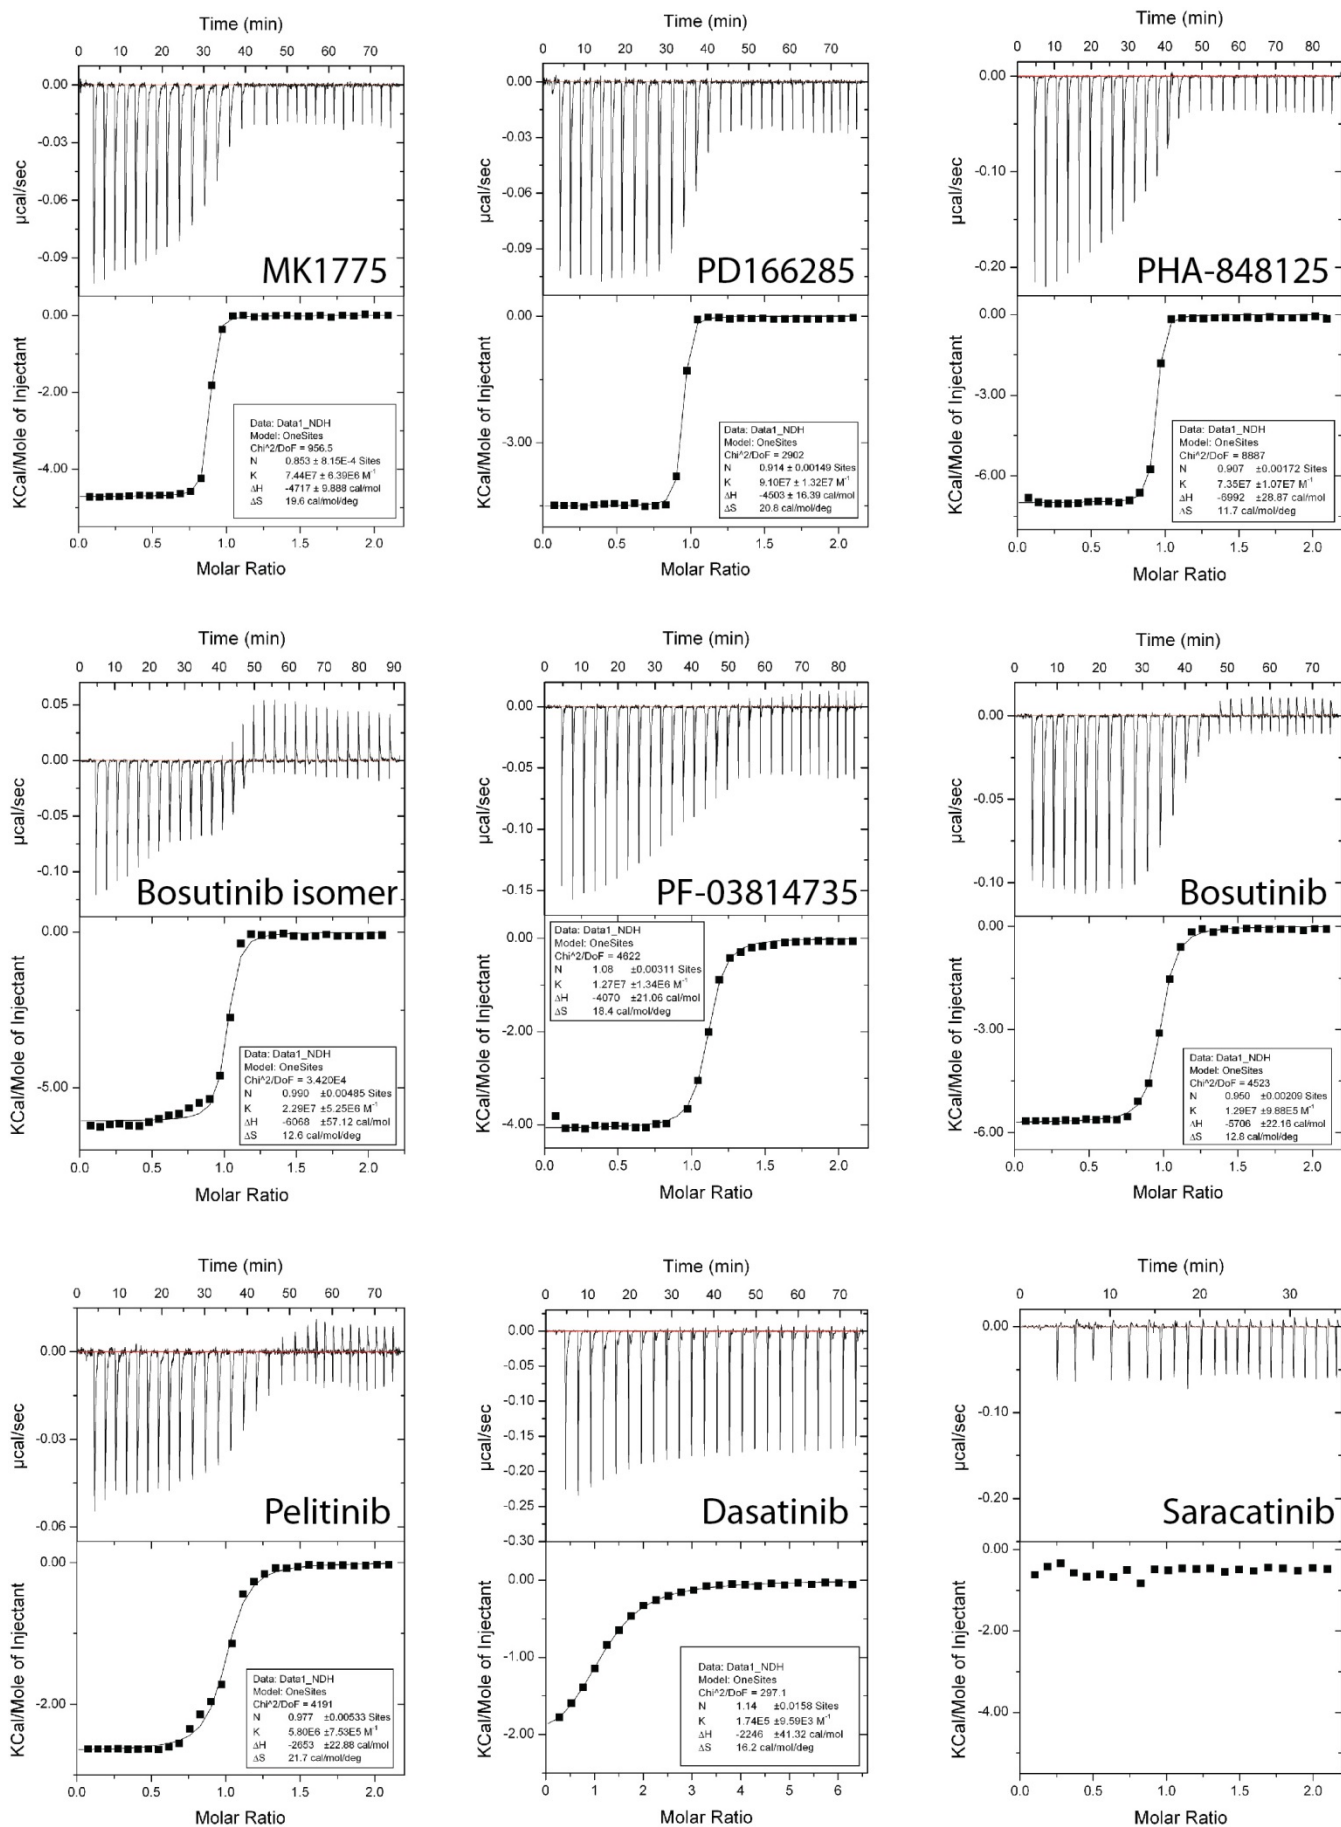 Time (min)
0 10 20 30 40 50 60 70
0.00
-0.03
-0.06
-0.09
µcal/sec
MK1775
0.00
-2.00
-4.00
KCal/Mole of Injectant
Data: Data1_NDH
Model: OneSites
Chi^2/DoF = 956.5
N 0.853 ± 8.15E-4 Sites
K 7.44E7 ± 6.39E6 M⁻¹
ΔH -4717 ± 9.888 cal/mol
ΔS 19.6 cal/mol/deg
0.0 0.5 1.0 1.5 2.0
Molar Ratio
Time (min)
0 10 20 30 40 50 60 70
0.00
-0.03
-0.06
-0.09
µcal/sec
PD166285
0.00
-3.00
KCal/Mole of Injectant
Data: Data1_NDH
Model: OneSites
Chi^2/DoF = 2902
N 0.914 ± 0.00149 Sites
K 9.10E7 ± 1.32E7 M⁻¹
ΔH -4503 ± 16.39 cal/mol
ΔS 20.8 cal/mol/deg
0.0 0.5 1.0 1.5 2.0
Molar Ratio
Time (min)
0 10 20 30 40 50 60 70 80
0.00
-0.10
-0.20
µcal/sec
PHA-848125
0.00
-3.00
-6.00
KCal/Mole of Injectant
Data: Data1_NDH
Model: OneSites
Chi^2/DoF = 8887
N 0.907 ±0.00172 Sites
K 7.35E7 ±1.07E7 M⁻¹
ΔH -6992 ±28.87 cal/mol
ΔS 11.7 cal/mol/deg
0.0 0.5 1.0 1.5 2.0
Molar Ratio
Time (min)
0 10 20 30 40 50 60 70 80 90
0.05
0.00
-0.05
-0.10
µcal/sec
Bosutinib isomer
0.00
-5.00
KCal/Mole of Injectant
Data: Data1_NDH
Model: OneSites
Chi^2/DoF = 3.420E4
N 0.990 ±0.00485 Sites
K 2.29E7 ±5.25E6 M⁻¹
ΔH -6068 ±57.12 cal/mol
ΔS 12.6 cal/mol/deg
0.0 0.5 1.0 1.5 2.0
Molar Ratio
Time (min)
0 10 20 30 40 50 60 70 80
0.00
-0.05
-0.10
-0.15
µcal/sec
PF-03814735
0.00
-2.00
-4.00
KCal/Mole of Injectant
Data: Data1_NDH
Model: OneSites
Chi^2/DoF = 4622
N 1.08 ±0.00311 Sites
K 1.27E7 ±1.34E6 M⁻¹
ΔH -4070 ±21.06 cal/mol
ΔS 18.4 cal/mol/deg
0.0 0.5 1.0 1.5 2.0
Molar Ratio
Time (min)
0 10 20 30 40 50 60 70
0.00
-0.05
-0.10
µcal/sec
Bosutinib
0.00
-3.00
-6.00
KCal/Mole of Injectant
Data: Data1_NDH
Model: OneSites
Chi^2/DoF = 4523
N 0.950 ±0.00209 Sites
K 1.29E7 ±9.88E5 M⁻¹
ΔH -5706 ±22.16 cal/mol
ΔS 12.8 cal/mol/deg
0.0 0.5 1.0 1.5 2.0
Molar Ratio
Time (min)
0 10 20 30 40 50 60 70
0.00
-0.03
-0.06
µcal/sec
Pelitinib
0.00
-2.00
KCal/Mole of Injectant
Data: Data1_NDH
Model: OneSites
Chi^2/DoF = 4191
N 0.977 ±0.00533 Sites
K 5.80E6 ±7.53E5 M⁻¹
ΔH -2653 ±22.88 cal/mol
ΔS 21.7 cal/mol/deg
0.0 0.5 1.0 1.5 2.0
Molar Ratio
Time (min)
0 10 20 30 40 50 60 70
0.00
-0.05
-0.10
-0.15
-0.20
-0.25
-0.30
µcal/sec
Dasatinib
0.00
-1.00
-2.00
KCal/Mole of Injectant
Data: Data1_NDH
Model: OneSites
Chi^2/DoF = 297.1
N 1.14 ±0.0158 Sites
K 1.74E5 ±9.59E3 M⁻¹
ΔH -2246 ±41.32 cal/mol
ΔS 16.2 cal/mol/deg
0.0 1 2 3 4 5 6
Molar Ratio
Time (min)
0 10 20 30
0.00
-0.10
-0.20
µcal/sec
Saracatinib
0.00
-2.00
-4.00
KCal/Mole of Injectant
0.0 0.5 1.0 1.5 2.0
Molar Ratio